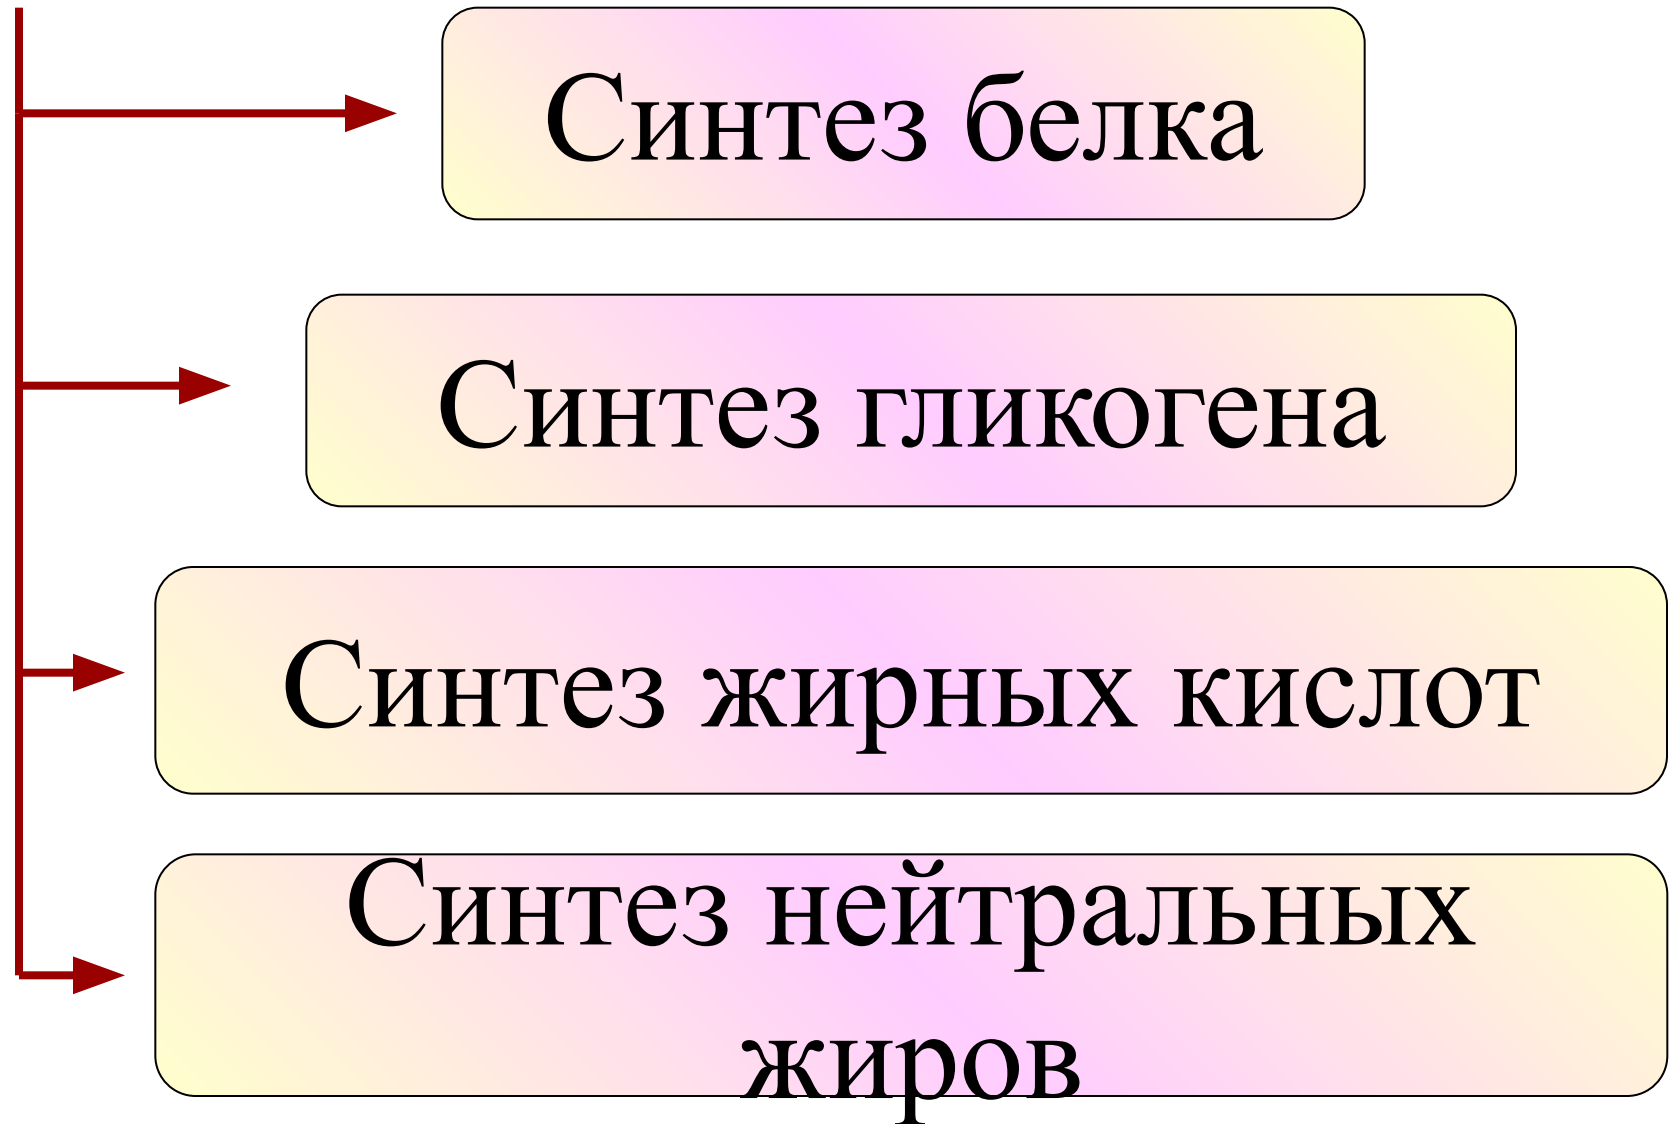 Синтез белка
Синтез гликогена
Синтез жирных кислот
Синтез нейтральных
жиров